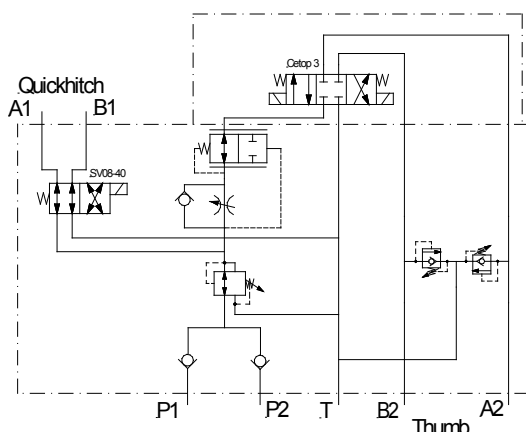 Cetop 3
Quickhitch
A1 B1
SV08-40
P1 P2 T B2 A2
Thumb